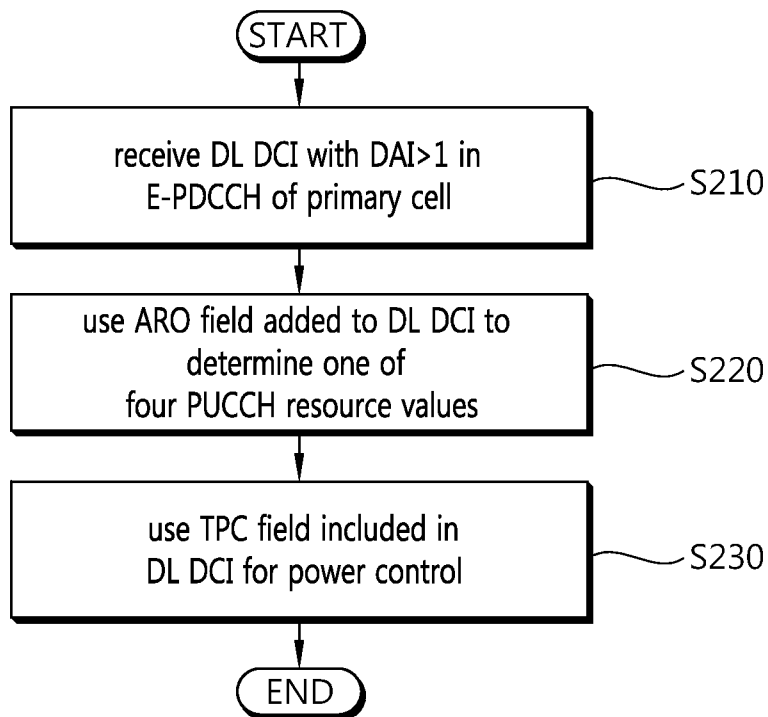 START
receive DL DCI with DAI>1 in
E-PDCCH of primary cell
S210
use ARO field added to DL DCI to
determine one of
four PUCCH resource values
S220
use TPC field included in
DL DCI for power control
S230
END